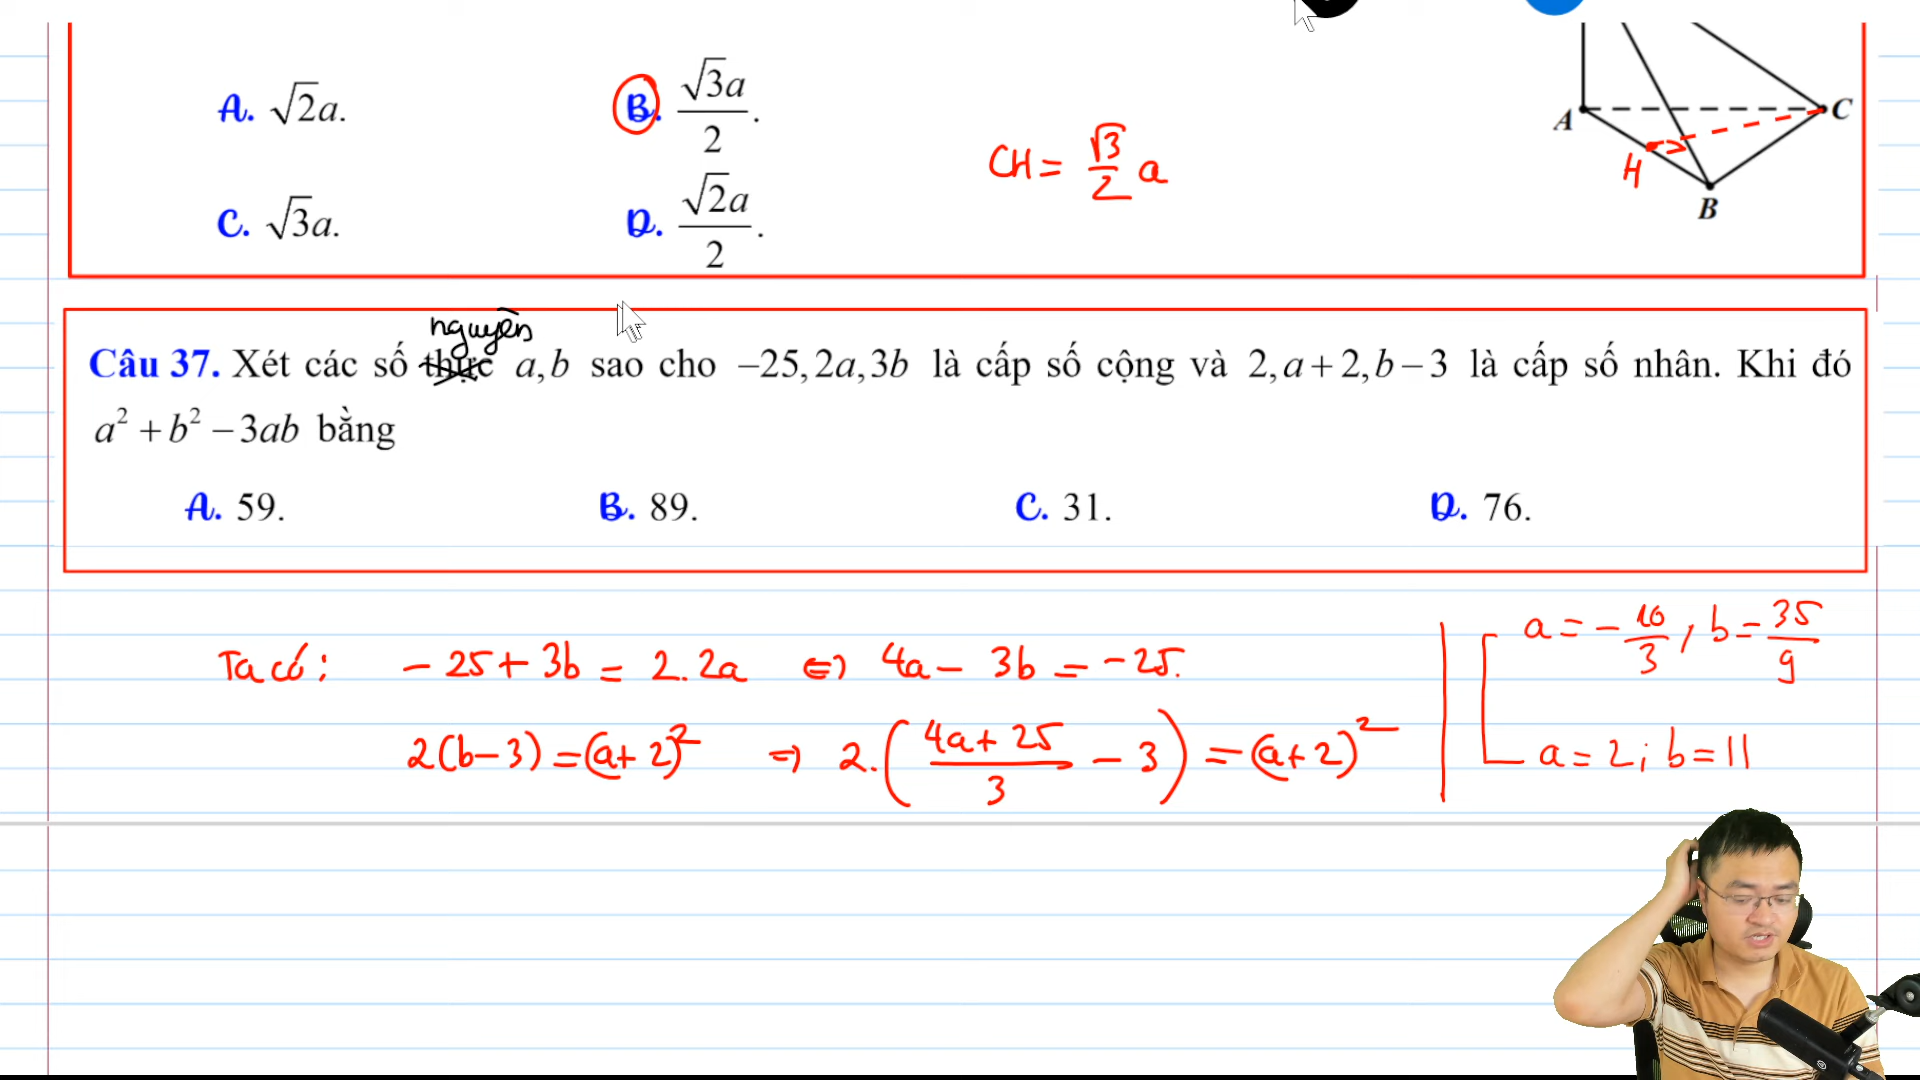 A. √2a.
B. √3a/2.
C. √3a.
D. √2a/2.
CH = √3/2 a
A
C
H
B
nguyên
Câu 37. Xét các số thực a,b sao cho −25, 2a, 3b là cấp số cộng và 2, a+2, b−3 là cấp số nhân. Khi đó
a² + b² − 3ab bằng
A. 59.
B. 89.
C. 31.
D. 76.
Ta có: −25 + 3b = 2.2a ⇔ 4a − 3b = −25.
2(b−3) = (a+2)² ⇒ 2.((4a+25)/3 − 3) = (a+2)²
a = −10/3, b = 35/9
a = 2; b = 11